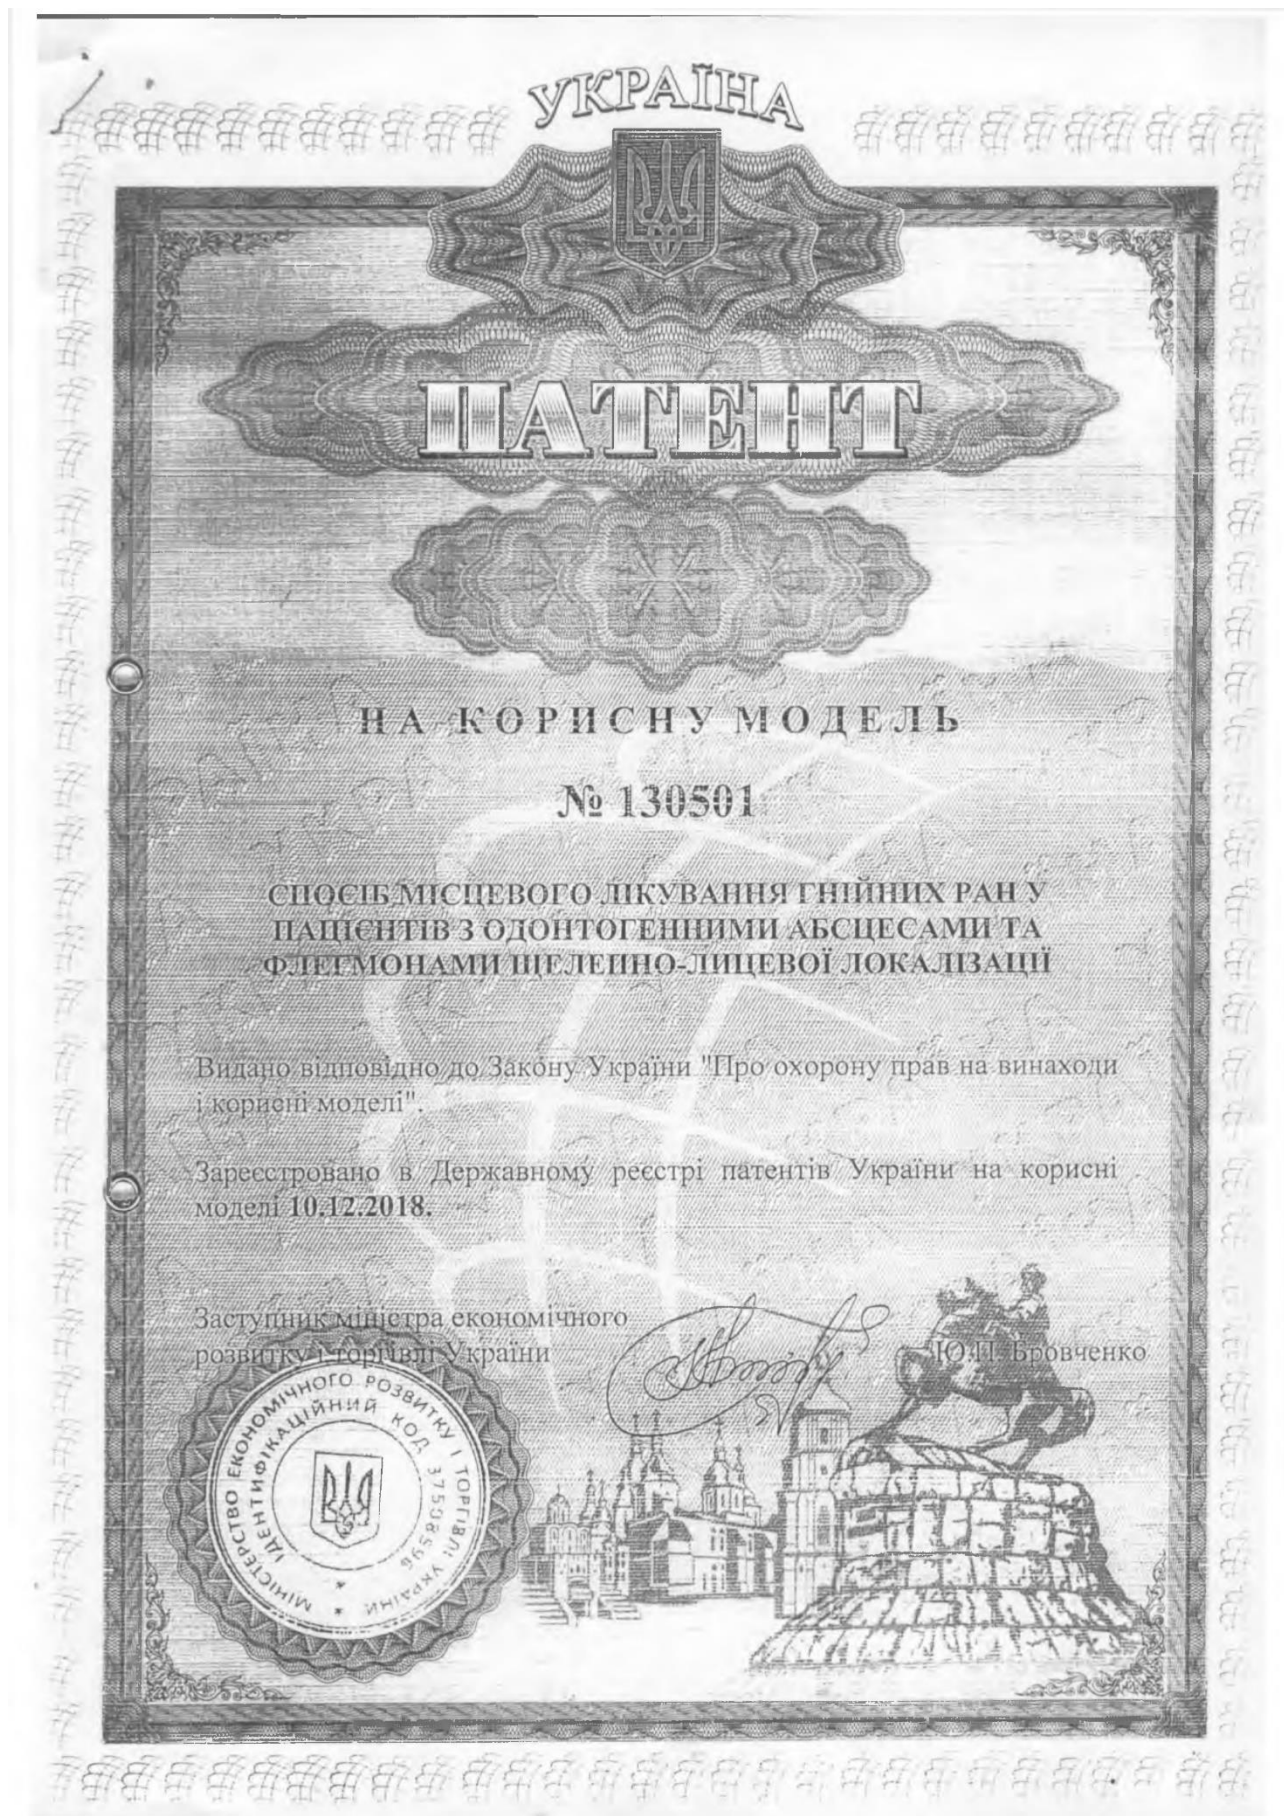 УКРАЇНА
ПАТЕНТ
НА КОРИСНУ МОДЕЛЬ
№ 130501
СПОСІБ МІСЦЕВОГО ЛІКУВАННЯ ГНІЙНИХ РАН У
ПАЦІЄНТІВ З ОДОНТОГЕННИМИ АБСЦЕСАМИ ТА
ФЛЕГМОНАМИ ЩЕЛЕПНО-ЛИЦЕВОЇ ЛОКАЛІЗАЦІЇ
Видано відповідно до Закону України "Про охорону прав на винаходи
і корисні моделі".
Зареєстровано в Державному реєстрі патентів України на корисні
моделі 10.12.2018.
Заступник міністра економічного
розвитку і торгівлі України
Ю.П. Бровченко
МІНІСТЕРСТВО ЕКОНОМІЧНОГО РОЗВИТКУ І ТОРГІВЛІ УКРАЇНИ *
ІДЕНТИФІКАЦІЙНИЙ КОД 37508596 *